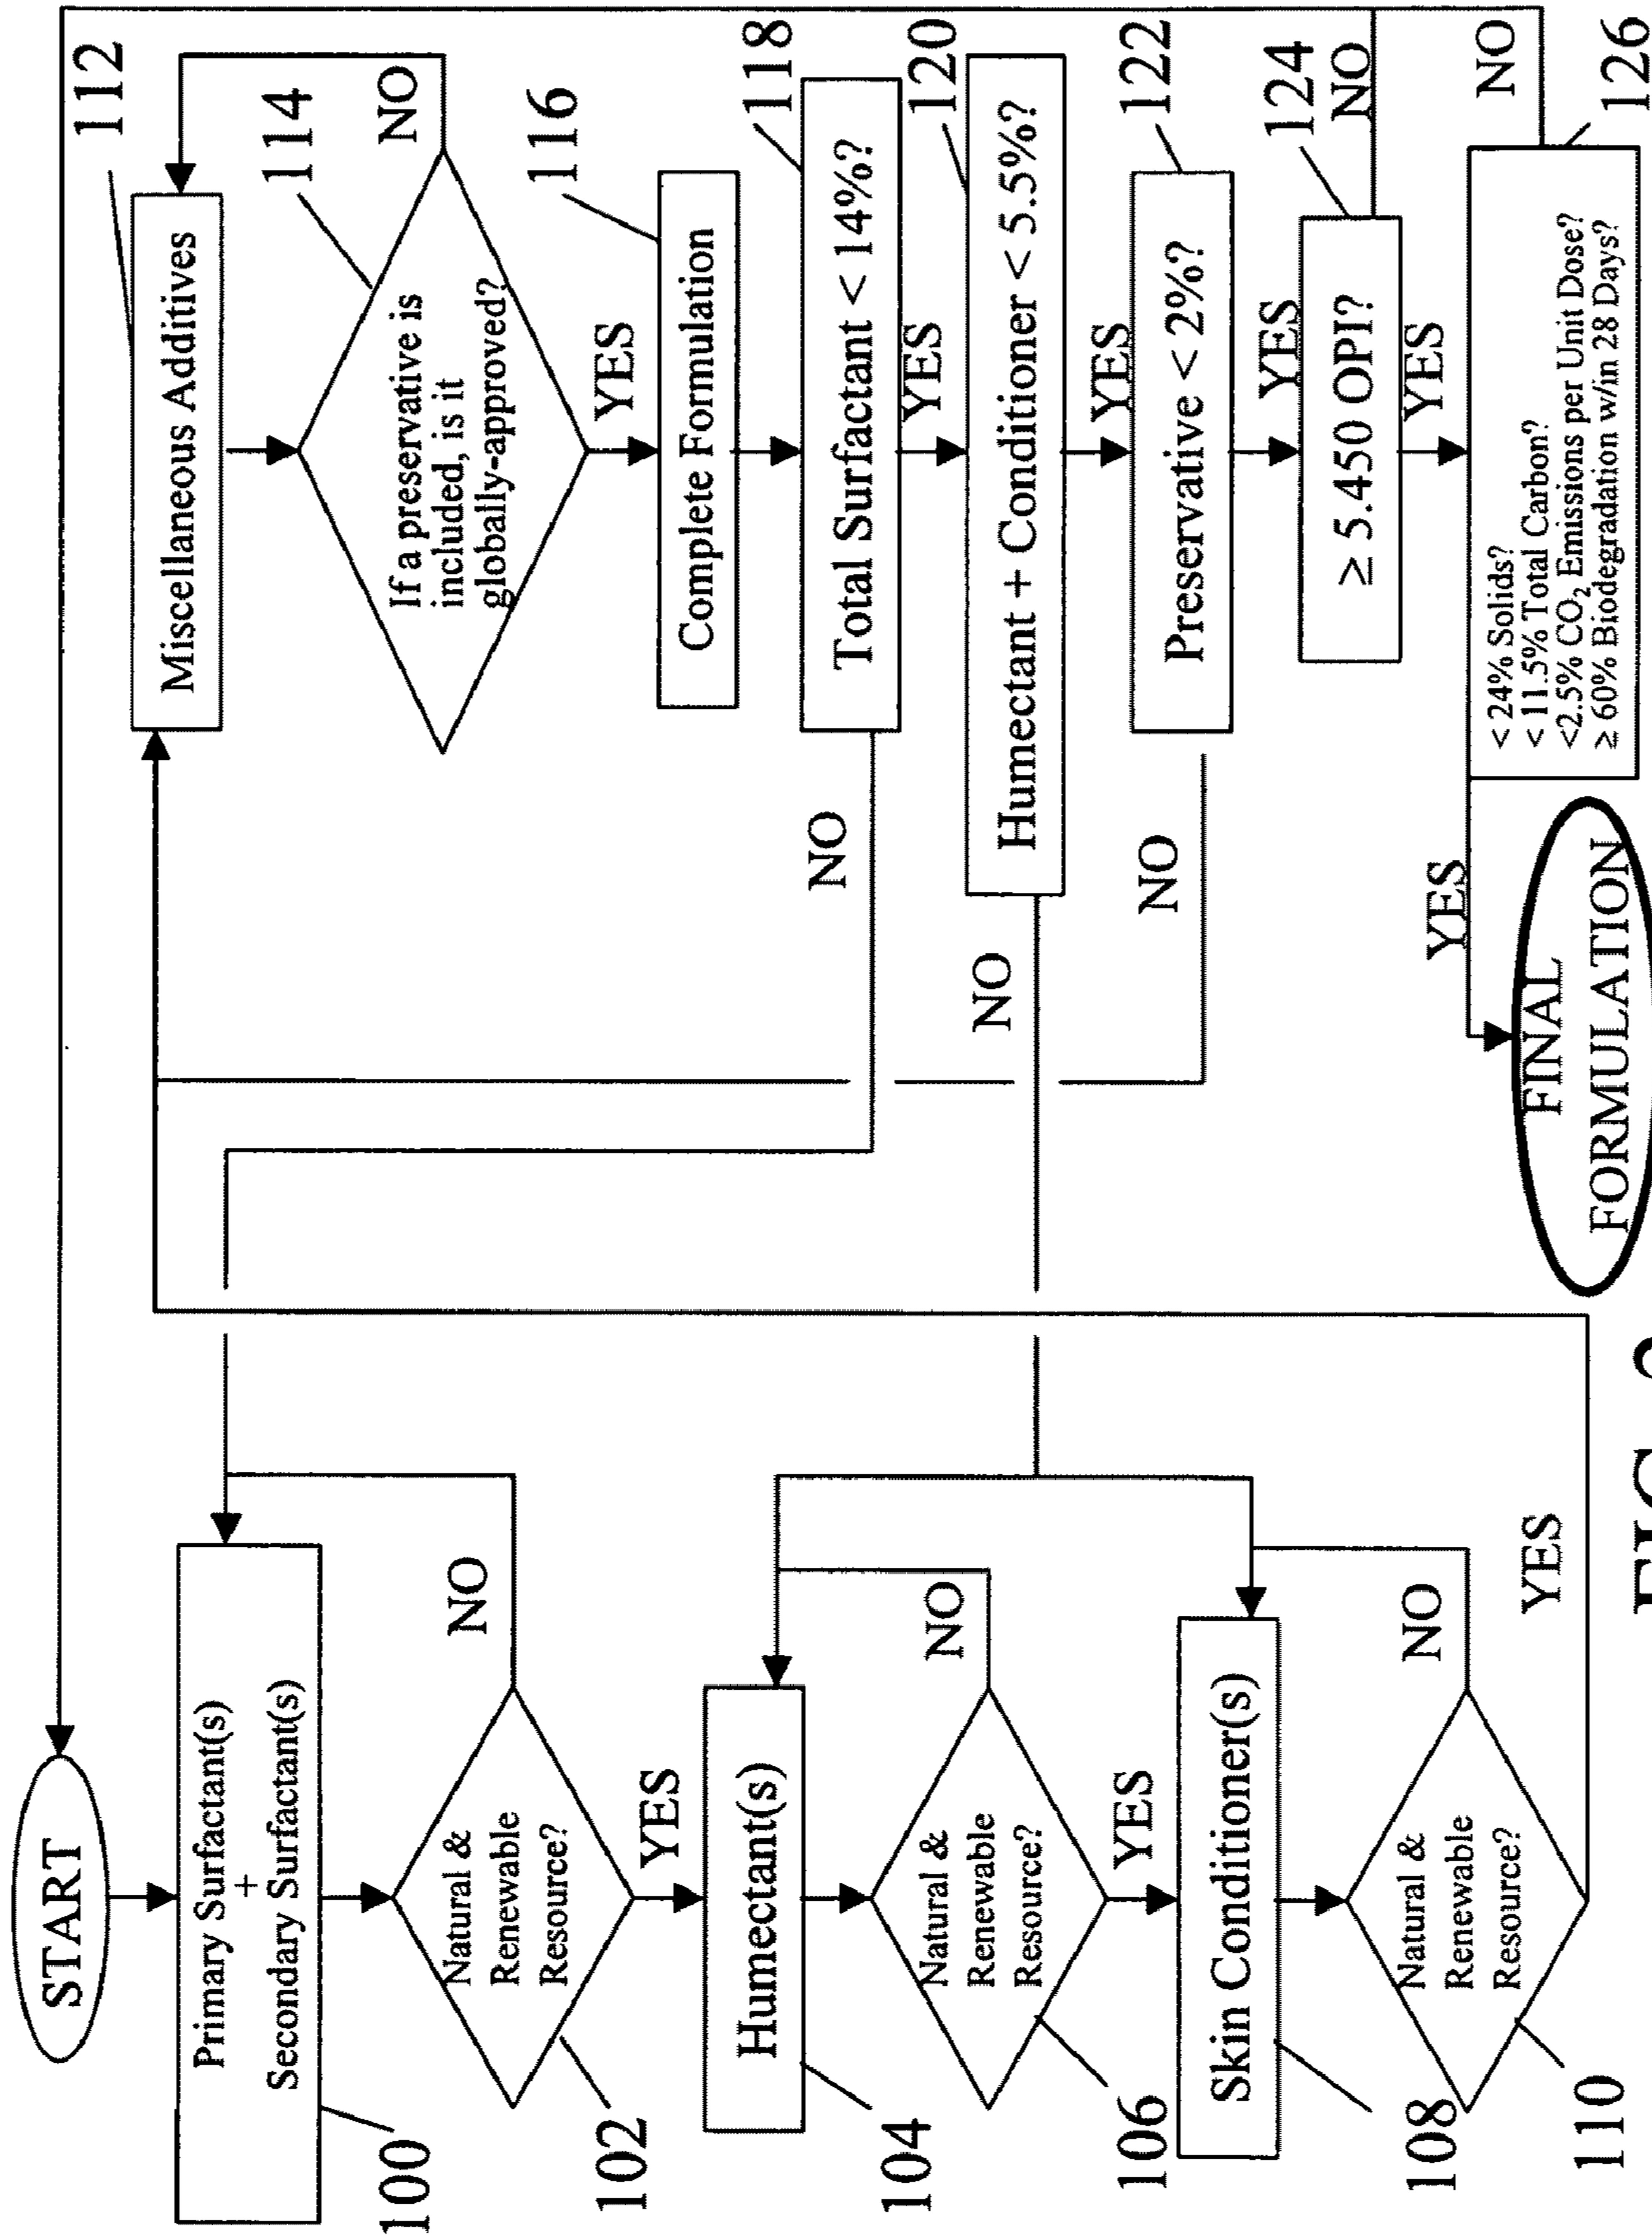 START
Primary Surfactant(s)
+
Secondary Surfactant(s)
100
Natural &
Renewable
Resource?
102
NO
YES
Humectant(s)
104
Natural &
Renewable
Resource?
106
NO
YES
Skin Conditioner(s)
108
Natural &
Renewable
Resource?
110
NO
YES
112
Miscellaneous Additives
114
If a preservative is
included, is it
globally-approved?
NO
YES
116
Complete Formulation
118
Total Surfactant < 14%?
NO
YES
120
Humectant + Conditioner < 5.5%?
NO
YES
122
Preservative < 2%?
NO
YES
124
≥ 5.450 OPI?
NO
YES
126
< 24% Solids?
< 11.5% Total Carbon?
<2.5% CO₂ Emissions per Unit Dose?
≥ 60% Biodegradation w/in 28 Days?
NO
YES
FINAL
FORMULATION